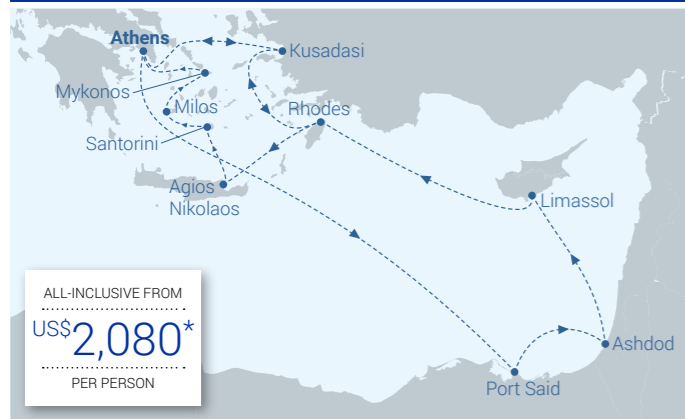 Athens
Kusadasi
Mykonos
Milos
Rhodes
Santorini
Agios
Nikolaos
Limassol
ALL-INCLUSIVE FROM
US$2,080*
PER PERSON
Ashdod
Port Said